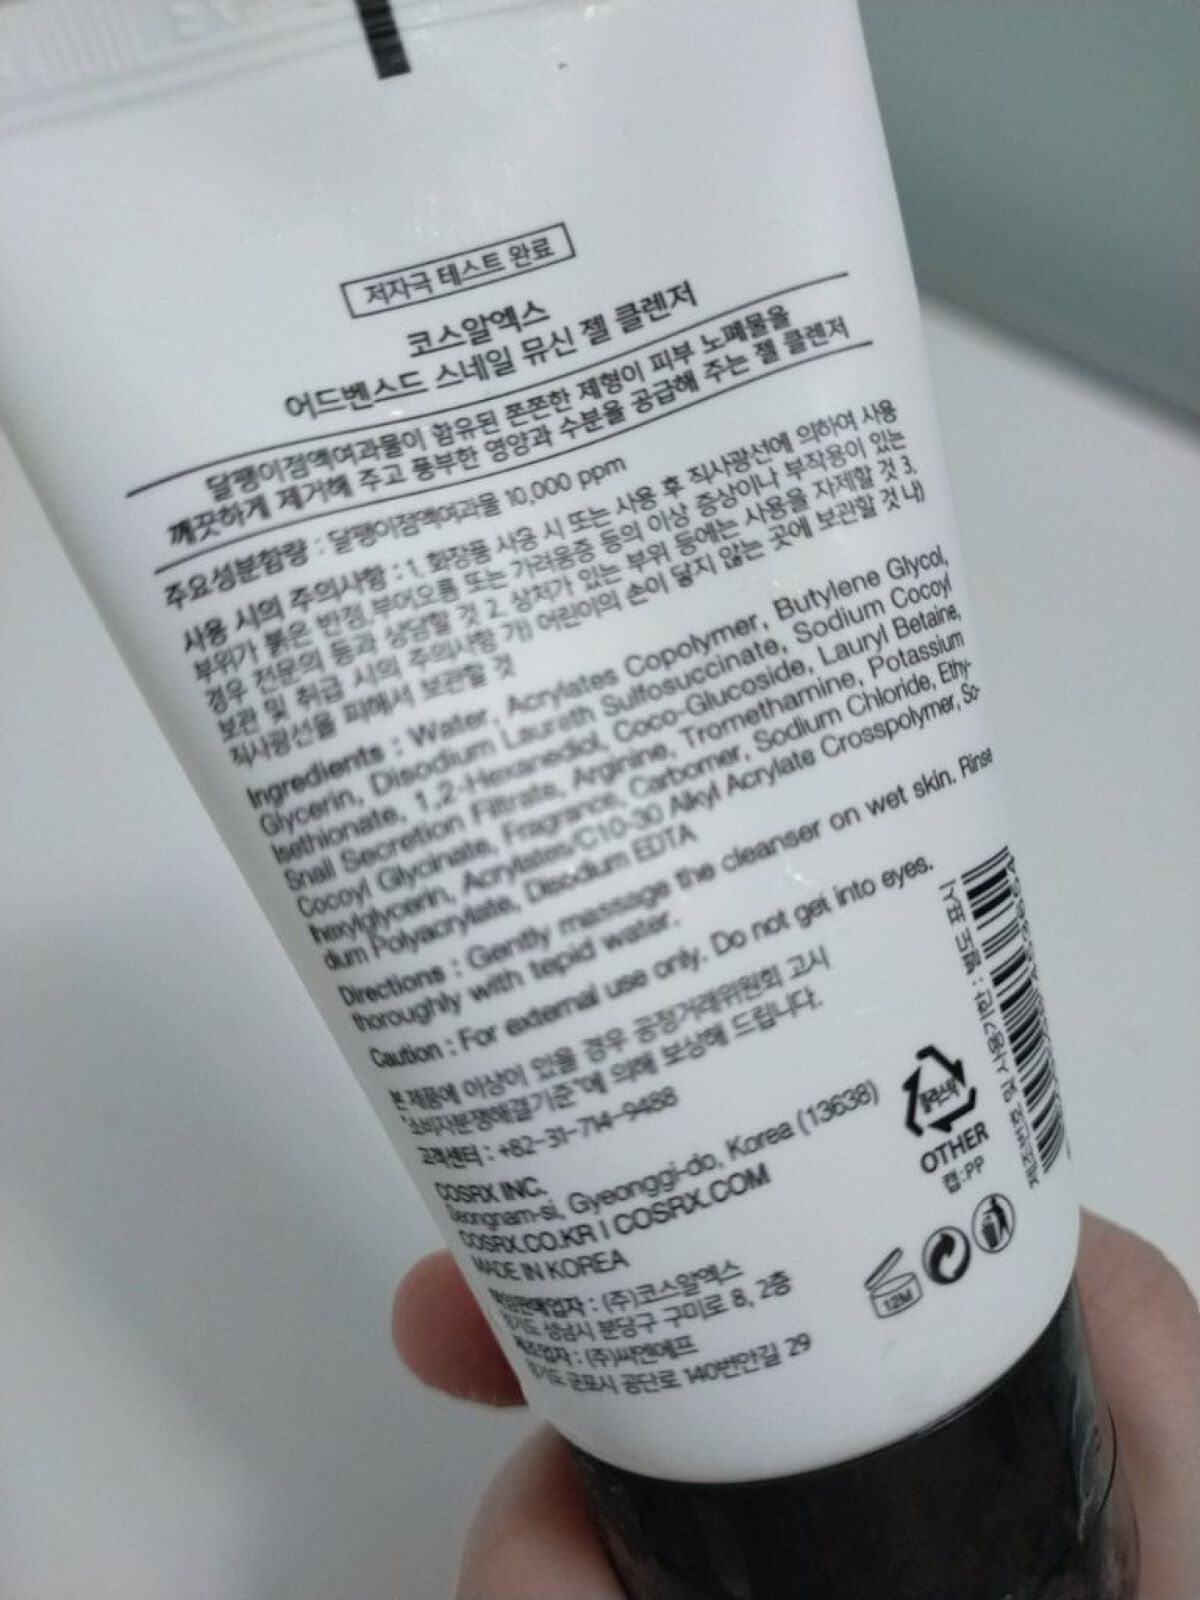 저자극 테스트 완료
코스알엑스
어드벤스드 스네일 뮤신 젤 클렌저
달팽이점액여과물이 함유된 쫀쫀한 제형이 피부 노폐물을
깨끗하게 제거해 주고 풍부한 영양과 수분을 공급해 주는 젤 클렌저
주요성분함량 : 달팽이점액여과물 10,000 ppm
사용 시의 주의사항 : 1. 화장품 사용 시 또는 사용 후 직사광선에 의하여 사용
부위가 붉은 반점,부어오름 또는 가려움증 등의 이상 증상이나 부작용이 있는
경우 전문의 등과 상담할 것 2. 상처가 있는 부위 등에는 사용을 자제할 것 3.
보관 및 취급 시의 주의사항 가) 어린이의 손이 닿지 않는 곳에 보관할 것 나)
직사광선을 피해서 보관할 것
Ingredients : Water, Acrylates Copolymer, Butylene Glycol,
Glycerin, Disodium Laureth Sulfosuccinate, Sodium Cocoyl
Isethionate, 1,2-Hexanediol, Coco-Glucoside, Lauryl Betaine,
Snail Secretion Filtrate, Arginine, Tromethamine, Potassium
Cocoyl Glycinate, Fragrance, Carbomer, Sodium Chloride, Ethy-
hexylglycerin, Acrylates/C10-30 Alkyl Acrylate Crosspolymer, So-
dium Polyacrylate, Disodium EDTA
Directions : Gently massage the cleanser on wet skin. Rinse
thoroughly with tepid water.
Caution : For external use only. Do not get into eyes.
본 제품에 이상이 있을 경우 공정거래위원회 고시
"소비자분쟁해결기준"에 의해 보상해 드립니다.
고객센터 : +82-31-714-9488
COSRX INC.
Seongnam-si, Gyeonggi-do, Korea (13638)
COSRX.CO.KR I COSRX.COM
MADE IN KOREA
책임판매업자 : (주)코스알엑스
경기도 성남시 분당구 구미로 8, 2층
제조업자 : (주)씨엔에프
경기도 군포시 공단로 140번안길 29
플라스틱
OTHER
캡:PP
12M